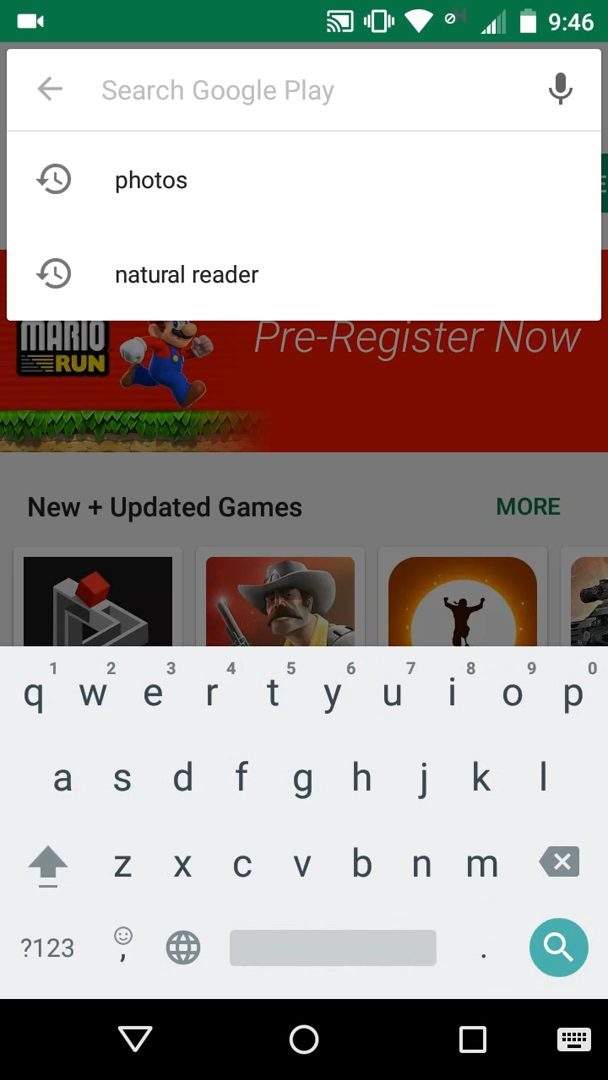 9:46
Search Google Play
photos
natural reader
MARIO
RUN
Pre-Register Now
New + Updated Games
MORE
1 2 3 4 5 6 7 8 9 0
q w e r t y u i o p
a s d f g h j k l
z x c v b n m
?123 , .